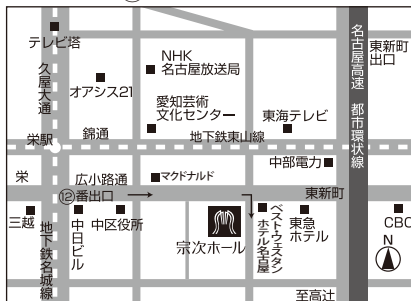 テレビ塔
久屋大通
NHK
名古屋放送局
オアシス21
愛知芸術
文化センター
東海テレビ
名古屋高速 都市環状線
東新町
出口
栄駅
錦通
地下鉄東山線
中部電力
栄
広小路通
マクドナルド
東新町
⑫番出口
三越
地下鉄名城線
中日ビル
中区役所
宗次ホール
ベストウェスタン
ホテル名古屋
東急
ホテル
CBC
N
至高辻